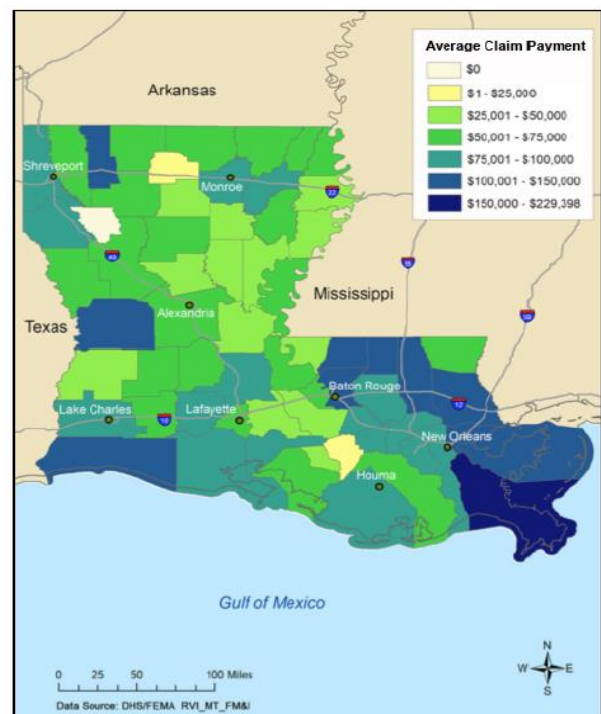 Average Claim Payment
$0
$1 - $25,000
$25,001 - $50,000
$50,001 - $75,000
$75,001 - $100,000
$100,001 - $150,000
$150,000 - $229,398
Arkansas
Shreveport
Monroe
Mississippi
Texas
Alexandria
Baton Rouge
Lake Charles
Lafayette
10
12
New Orleans
Houma
Gulf of Mexico
N
W E
S
0 25 50 100 Miles
Data Source: DHS/FEMA RVI_MT_FM&I